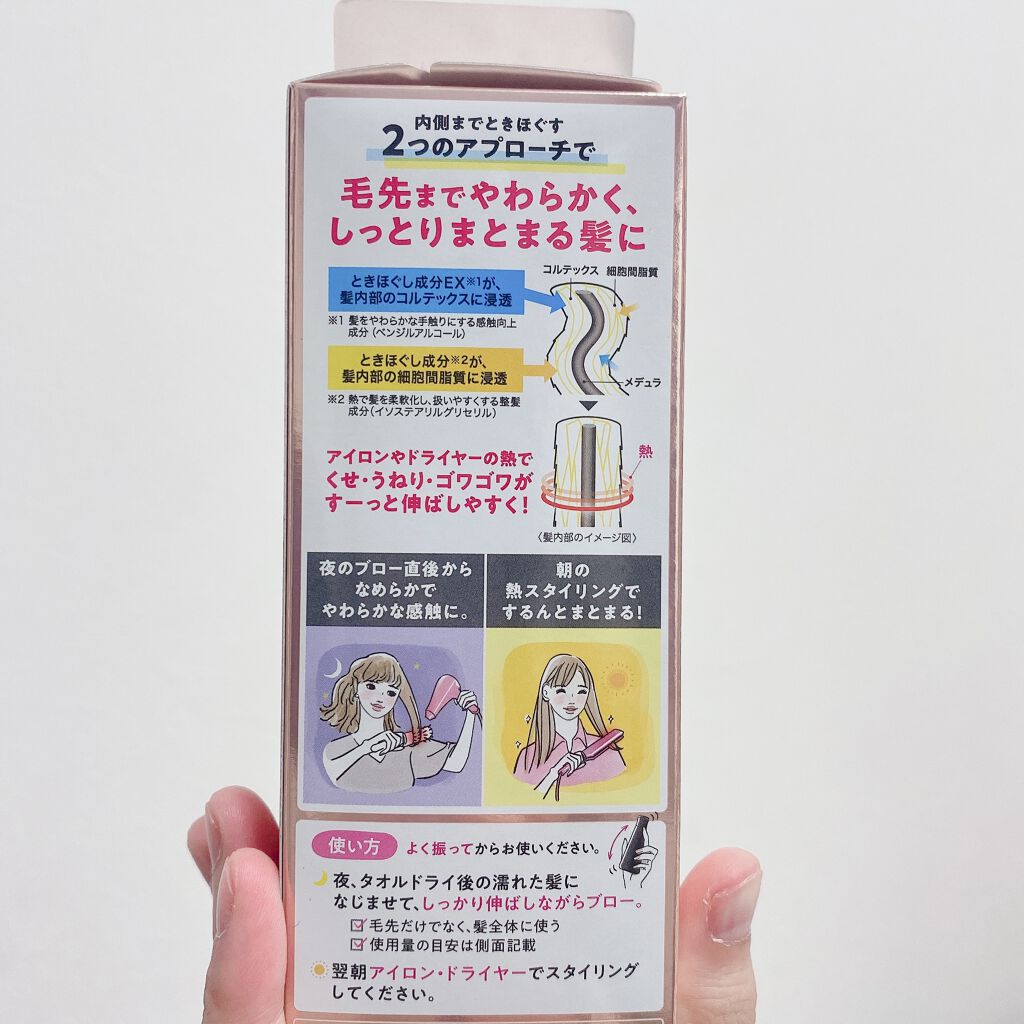 内側までときほぐす
2つのアプローチで
毛先までやわらかく、
しっとりまとまる髪に
コルテックス 細胞間脂質
ときほぐし成分EX※1が、
髪内部のコルテックスに浸透
※1 髪をやわらかな手触りにする感触向上
成分(ベンジルアルコール)
ときほぐし成分※2が、
髪内部の細胞間脂質に浸透
メデュラ
※2 熱で髪を柔軟化し、扱いやすくする整髪
成分(イソステアリルグリセリル)
アイロンやドライヤーの熱で
くせ・うねり・ゴワゴワが
すーっと伸ばしやすく!
熱
〈髪内部のイメージ図〉
夜のブロー直後から
なめらかで
やわらかな感触に。
朝の
熱スタイリングで
するんとまとまる!
使い方 よく振ってからお使いください。
夜、タオルドライ後の濡れた髪に
なじませて、しっかり伸ばしながらブロー。
☑毛先だけでなく、髪全体に使う
☑使用量の目安は側面記載
翌朝アイロン・ドライヤーでスタイリング
してください。